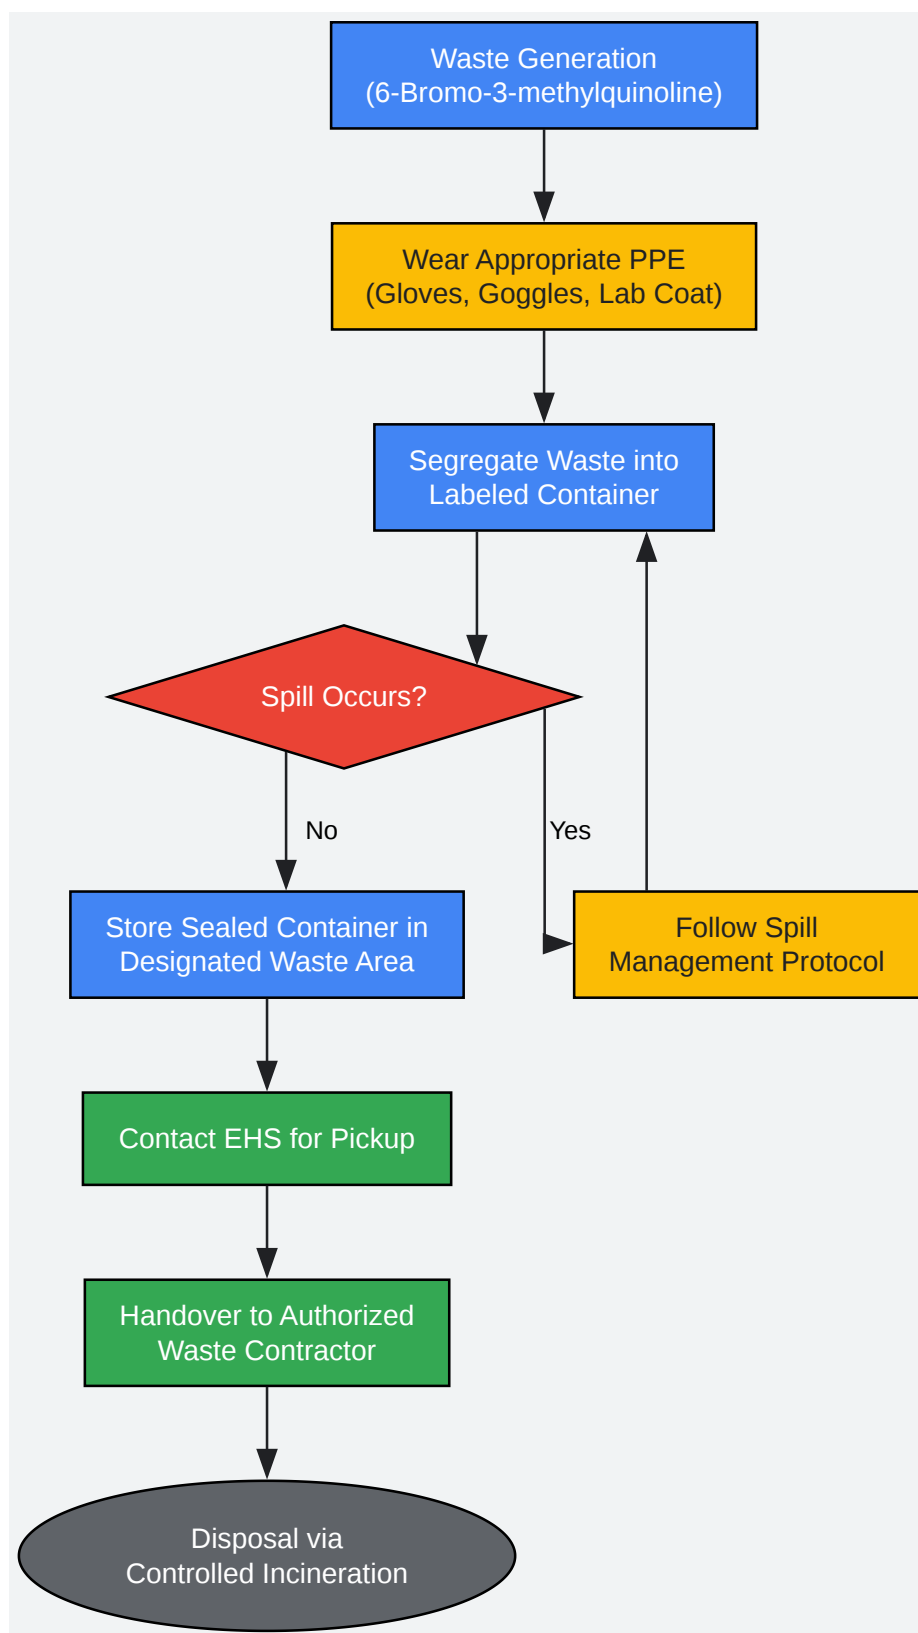 Waste Generation
(6-Bromo-3-methylquinoline)
Wear Appropriate PPE
(Gloves, Goggles, Lab Coat)
Segregate Waste into
Labeled Container
Spill Occurs?
No
Yes
Store Sealed Container in
Designated Waste Area
Follow Spill
Management Protocol
Contact EHS for Pickup
Handover to Authorized
Waste Contractor
Disposal via
Controlled Incineration